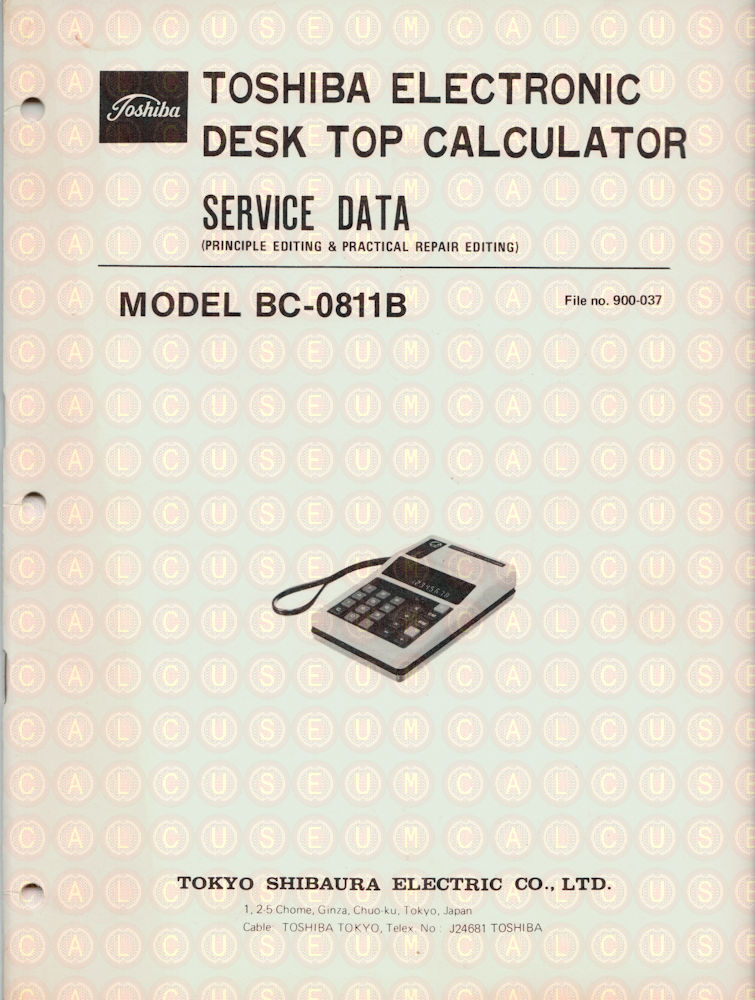 Toshiba
TOSHIBA ELECTRONIC
DESK TOP CALCULATOR
SERVICE DATA
(PRINCIPLE EDITING & PRACTICAL REPAIR EDITING)
MODEL BC-0811B
File no. 900-037
12345678
TOKYO SHIBAURA ELECTRIC CO., LTD.
1, 2-5 Chome, Ginza, Chuo-ku, Tokyo, Japan
Cable: TOSHIBA TOKYO, Telex. No: J24681 TOSHIBA
CALCUSEUM